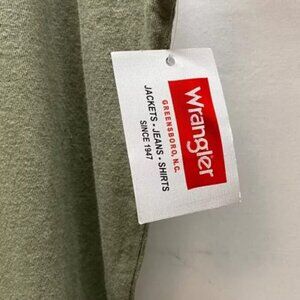 Wrangler
GREENSBORO, N.C.
JACKETS • JEANS • SHIRTS
SINCE 1947